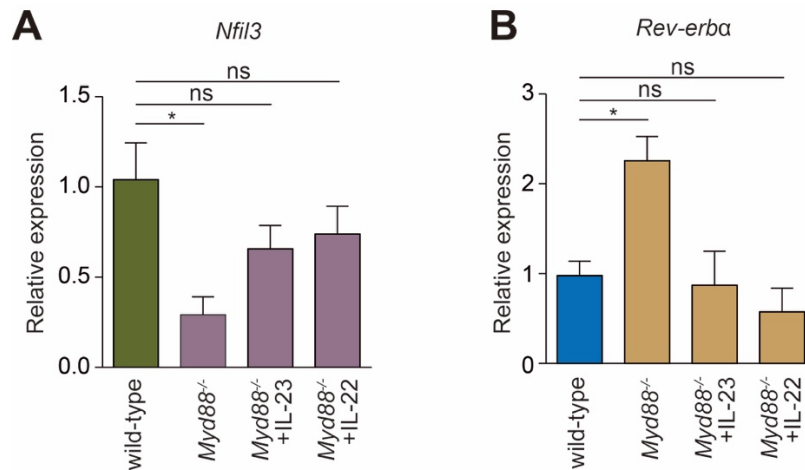 A
Nfil3
ns
ns
*
Relative expression
1.5
1.0
0.5
0.0
wild-type
Myd88-/-
Myd88-/-
+IL-23
Myd88-/-
+IL-22
B
Rev-erbα
ns
ns
*
Relative expression
3
2
1
0
wild-type
Myd88-/-
Myd88-/-
+IL-23
Myd88-/-
+IL-22